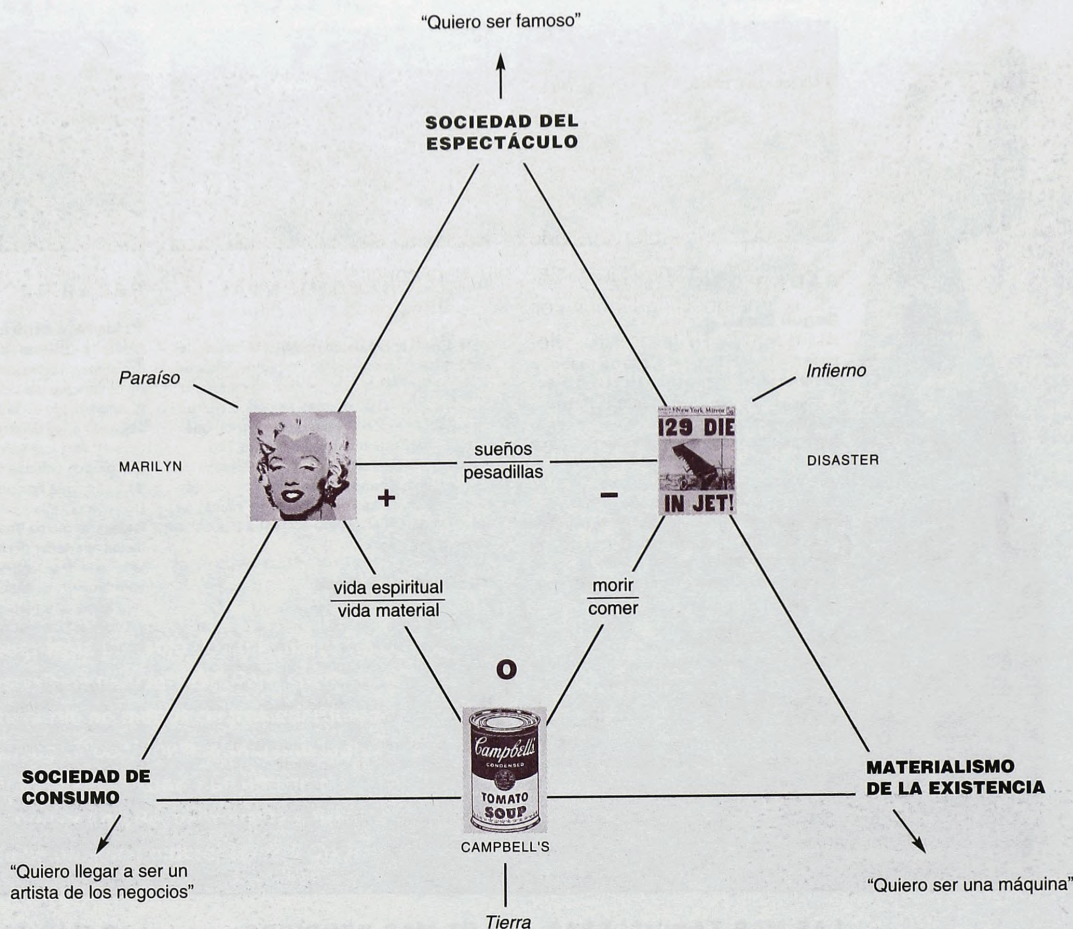 “Quiero ser famoso”
SOCIEDAD DEL
ESPECTÁCULO
Paraíso
Infierno
New York Mirror
129 DIE
IN JET!
MARILYN
sueños
pesadillas
DISASTER
+
–
vida espiritual
vida material
morir
comer
O
Campbell's
CONDENSED
TOMATO
SOUP
SOCIEDAD DE
CONSUMO
MATERIALISMO
DE LA EXISTENCIA
CAMPBELL'S
“Quiero llegar a ser un
artista de los negocios”
“Quiero ser una máquina”
Tierra